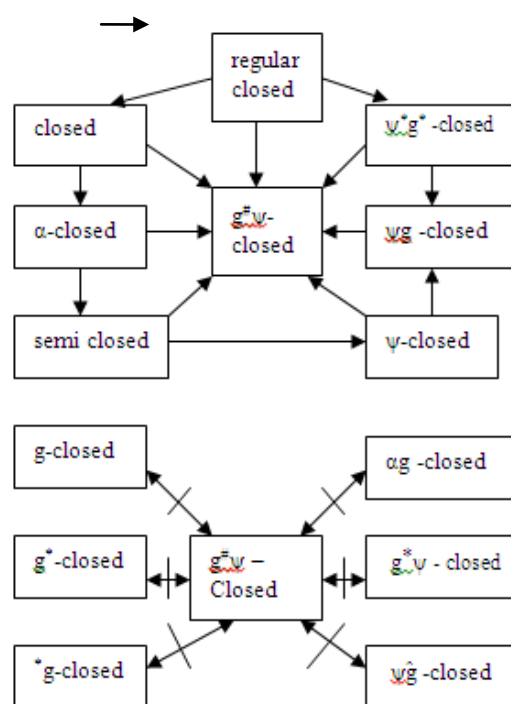 regular
closed
closed
ψ*g* -closed
α-closed
g#ψ-
closed
ψg -closed
semi closed
ψ-closed
g-closed
αg -closed
g*-closed
g#ψ –
Closed
g*ψ - closed
*g-closed
ψĝ -closed